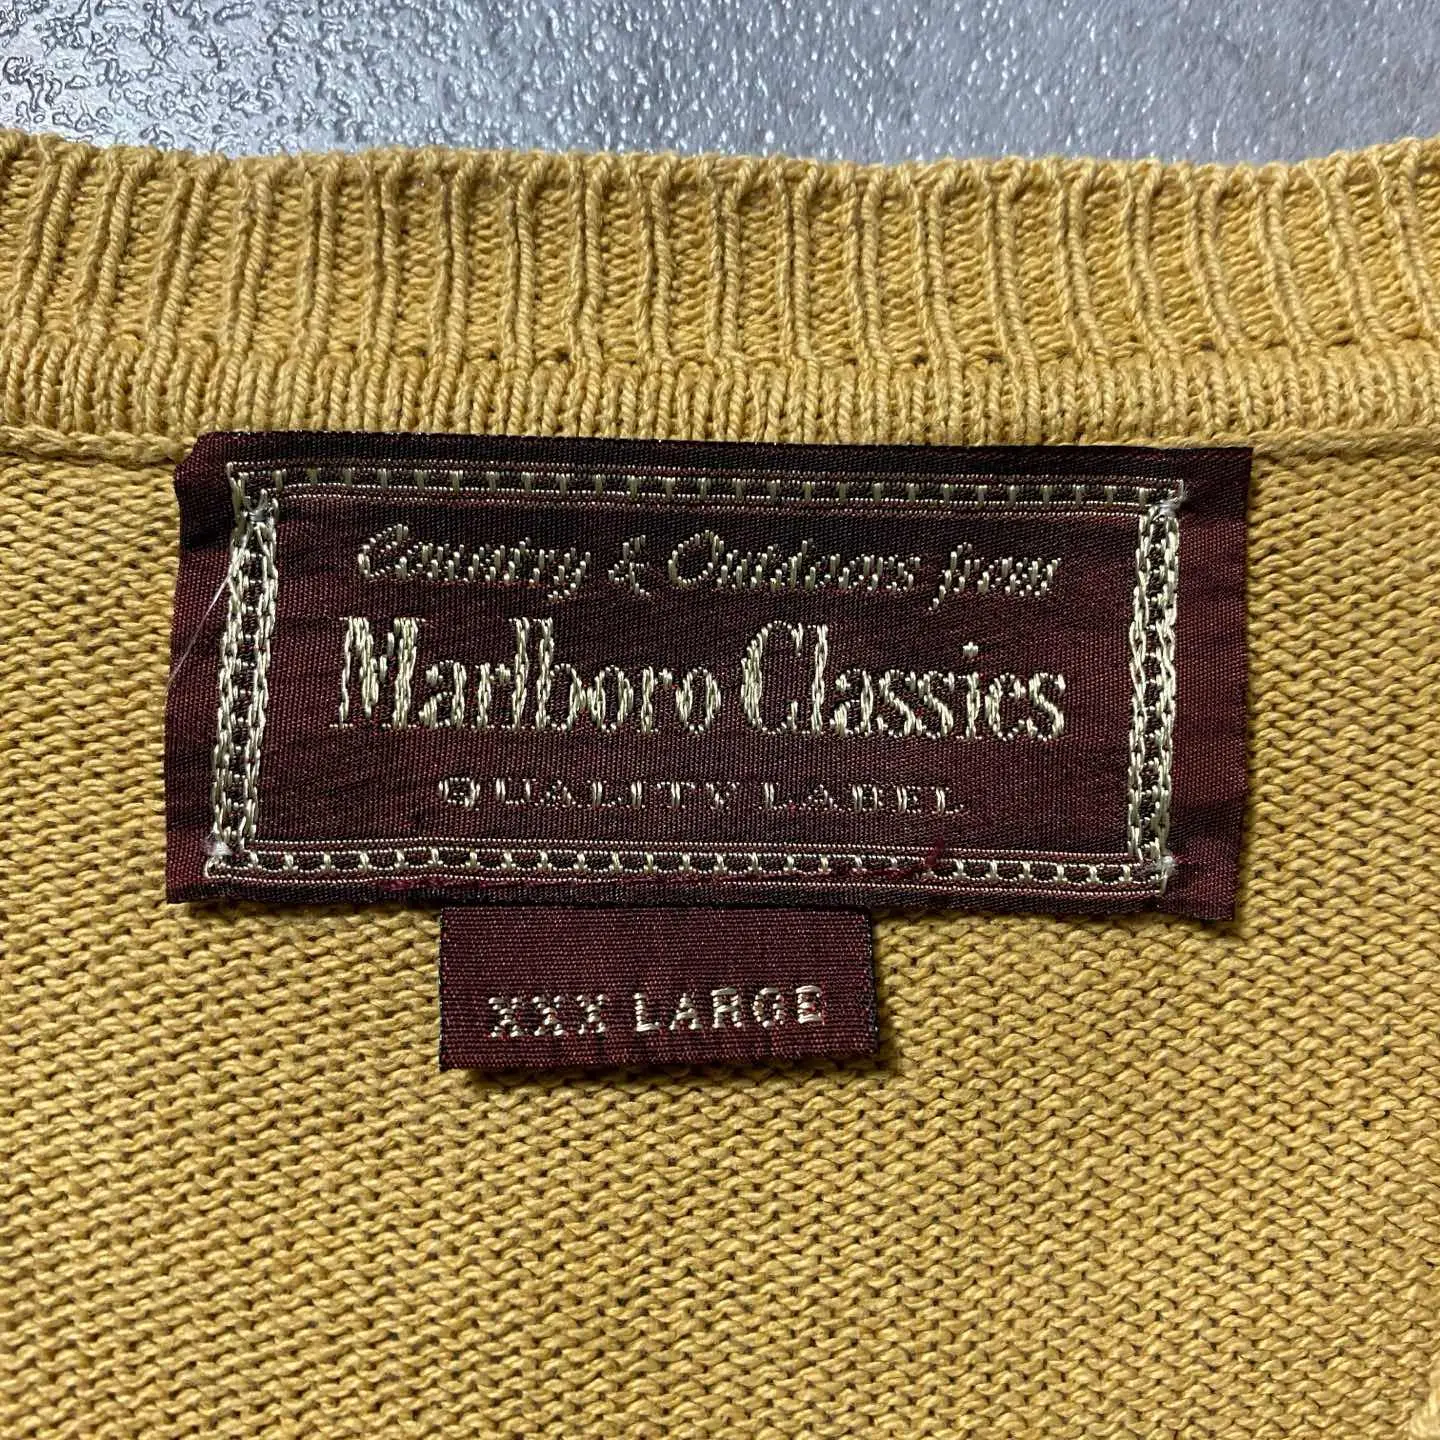 Country & Outdoors from
Marlboro Classics
QUALITY LABEL
XXX LARGE